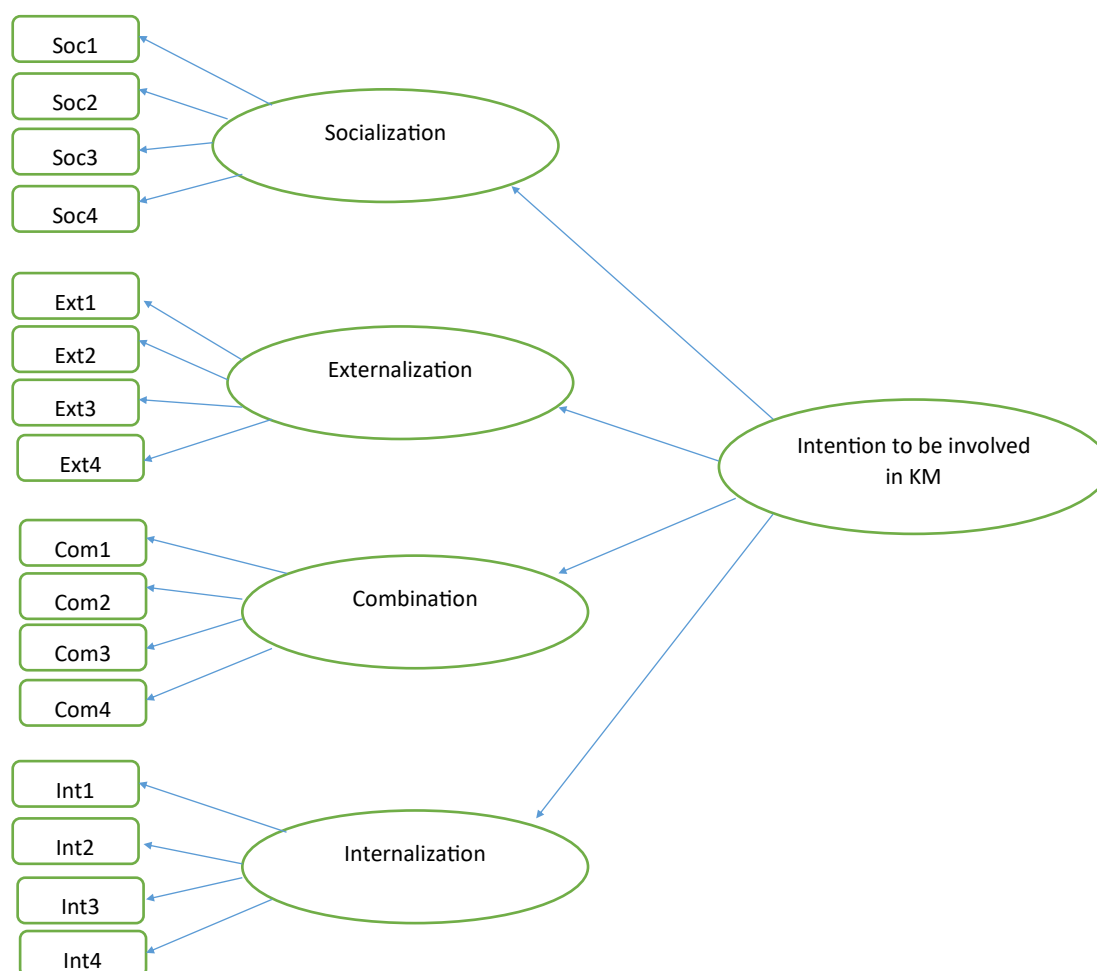 Soc1
Soc2
Soc3
Soc4
Socialization
Ext1
Ext2
Ext3
Ext4
Externalization
Intention to be involved
in KM
Com1
Com2
Com3
Com4
Combination
Int1
Int2
Int3
Int4
Internalization